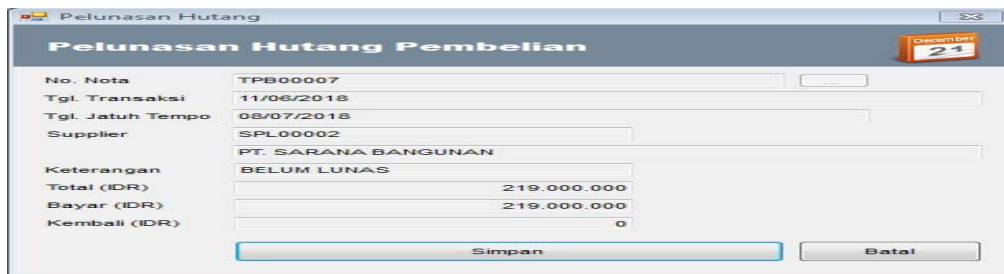 Pelunasan Hutang
Pelunasan Hutang Pembelian
December
21
No. Nota TPB00007 ...
Tgl. Transaksi 11/06/2018
Tgl. Jatuh Tempo 08/07/2018
Supplier SPL00002
PT. SARANA BANGUNAN
Keterangan BELUM LUNAS
Total (IDR) 219.000.000
Bayar (IDR) 219.000.000
Kembali (IDR) 0
Simpan Batal